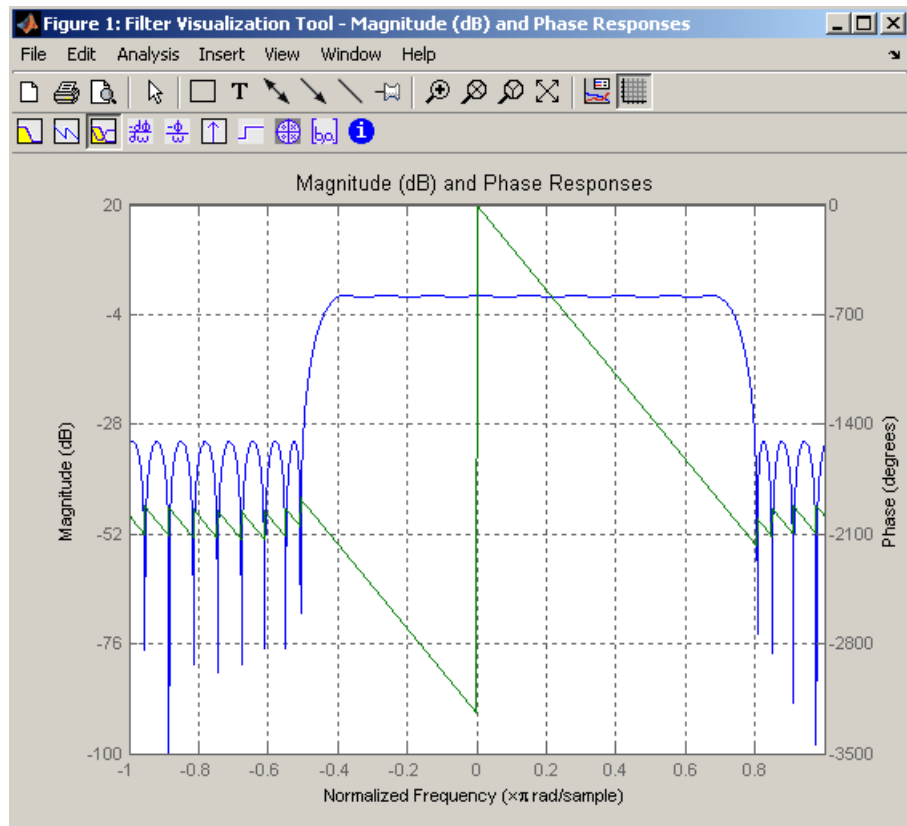 Figure 1: Filter Visualization Tool - Magnitude (dB) and Phase Responses
File Edit Analysis Insert View Window Help
T
Magnitude (dB) and Phase Responses
20
-4
-28
-52
-76
-100
Magnitude (dB)
0
-700
-1400
-2100
-2800
-3500
Phase (degrees)
-1 -0.8 -0.6 -0.4 -0.2 0 0.2 0.4 0.6 0.8
Normalized Frequency (×π rad/sample)